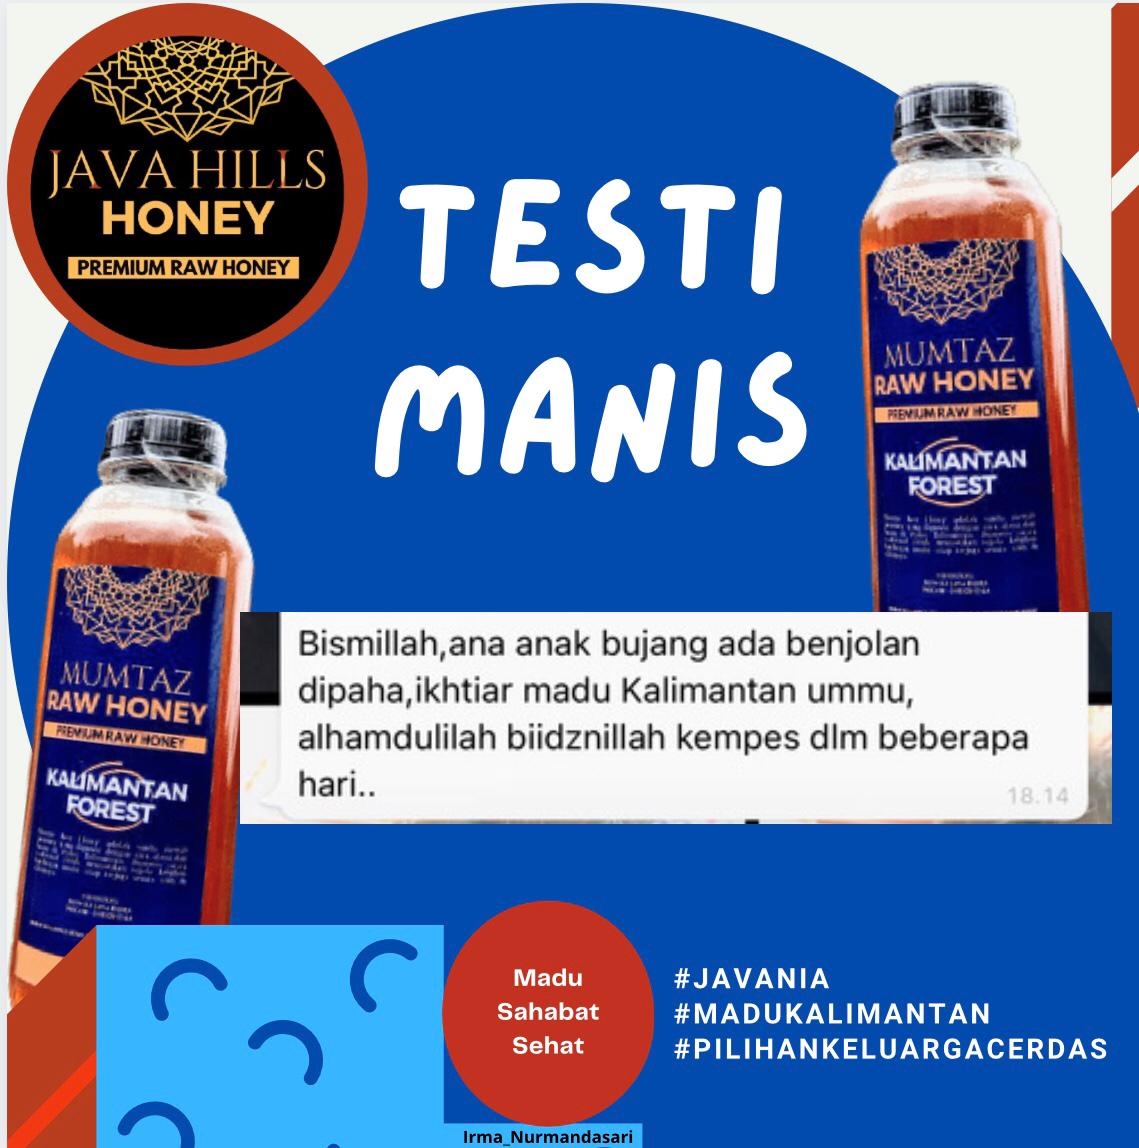 JAVA HILLS
HONEY
PREMIUM RAW HONEY
TESTI
MANIS
MUMTAZ
RAW HONEY
PREMIUM RAW HONEY
KALIMANTAN
FOREST
MUMTAZ
RAW HONEY
PREMIUM RAW HONEY
KALIMANTAN
FOREST
Bismillah,ana anak bujang ada benjolan
dipaha,ikhtiar madu Kalimantan ummu,
alhamdulilah biidznillah kempes dlm beberapa
hari..
18.14
Madu
Sahabat
Sehat
#JAVANIA
#MADUKALIMANTAN
#PILIHANKELUARGACERDAS
Irma_Nurmandasari